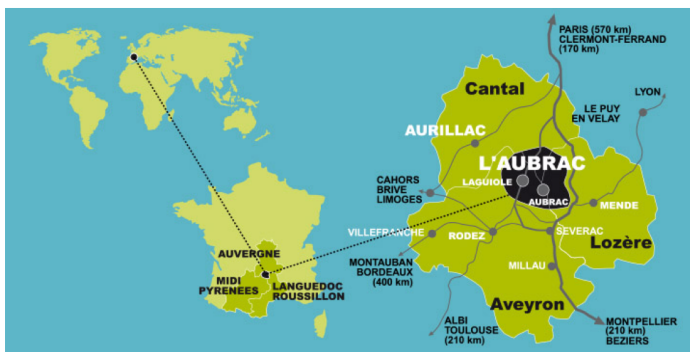 AUVERGNE
MIDI
PYRENEES
LANGUEDOC
ROUSSILLON
PARIS (570 km)
CLERMONT-FERRAND
(170 km)
Cantal
LYON
LE PUY
EN VELAY
AURILLAC
L'AUBRAC
LAGUIOLE
AUBRAC
CAHORS
BRIVE
LIMOGES
MENDE
VILLEFRANCHE
RODEZ
SEVERAC
Lozère
MONTAUBAN
BORDEAUX
(400 km)
MILLAU
Aveyron
ALBI
TOULOUSE
(210 km)
MONTPELLIER
(210 km)
BEZIERS